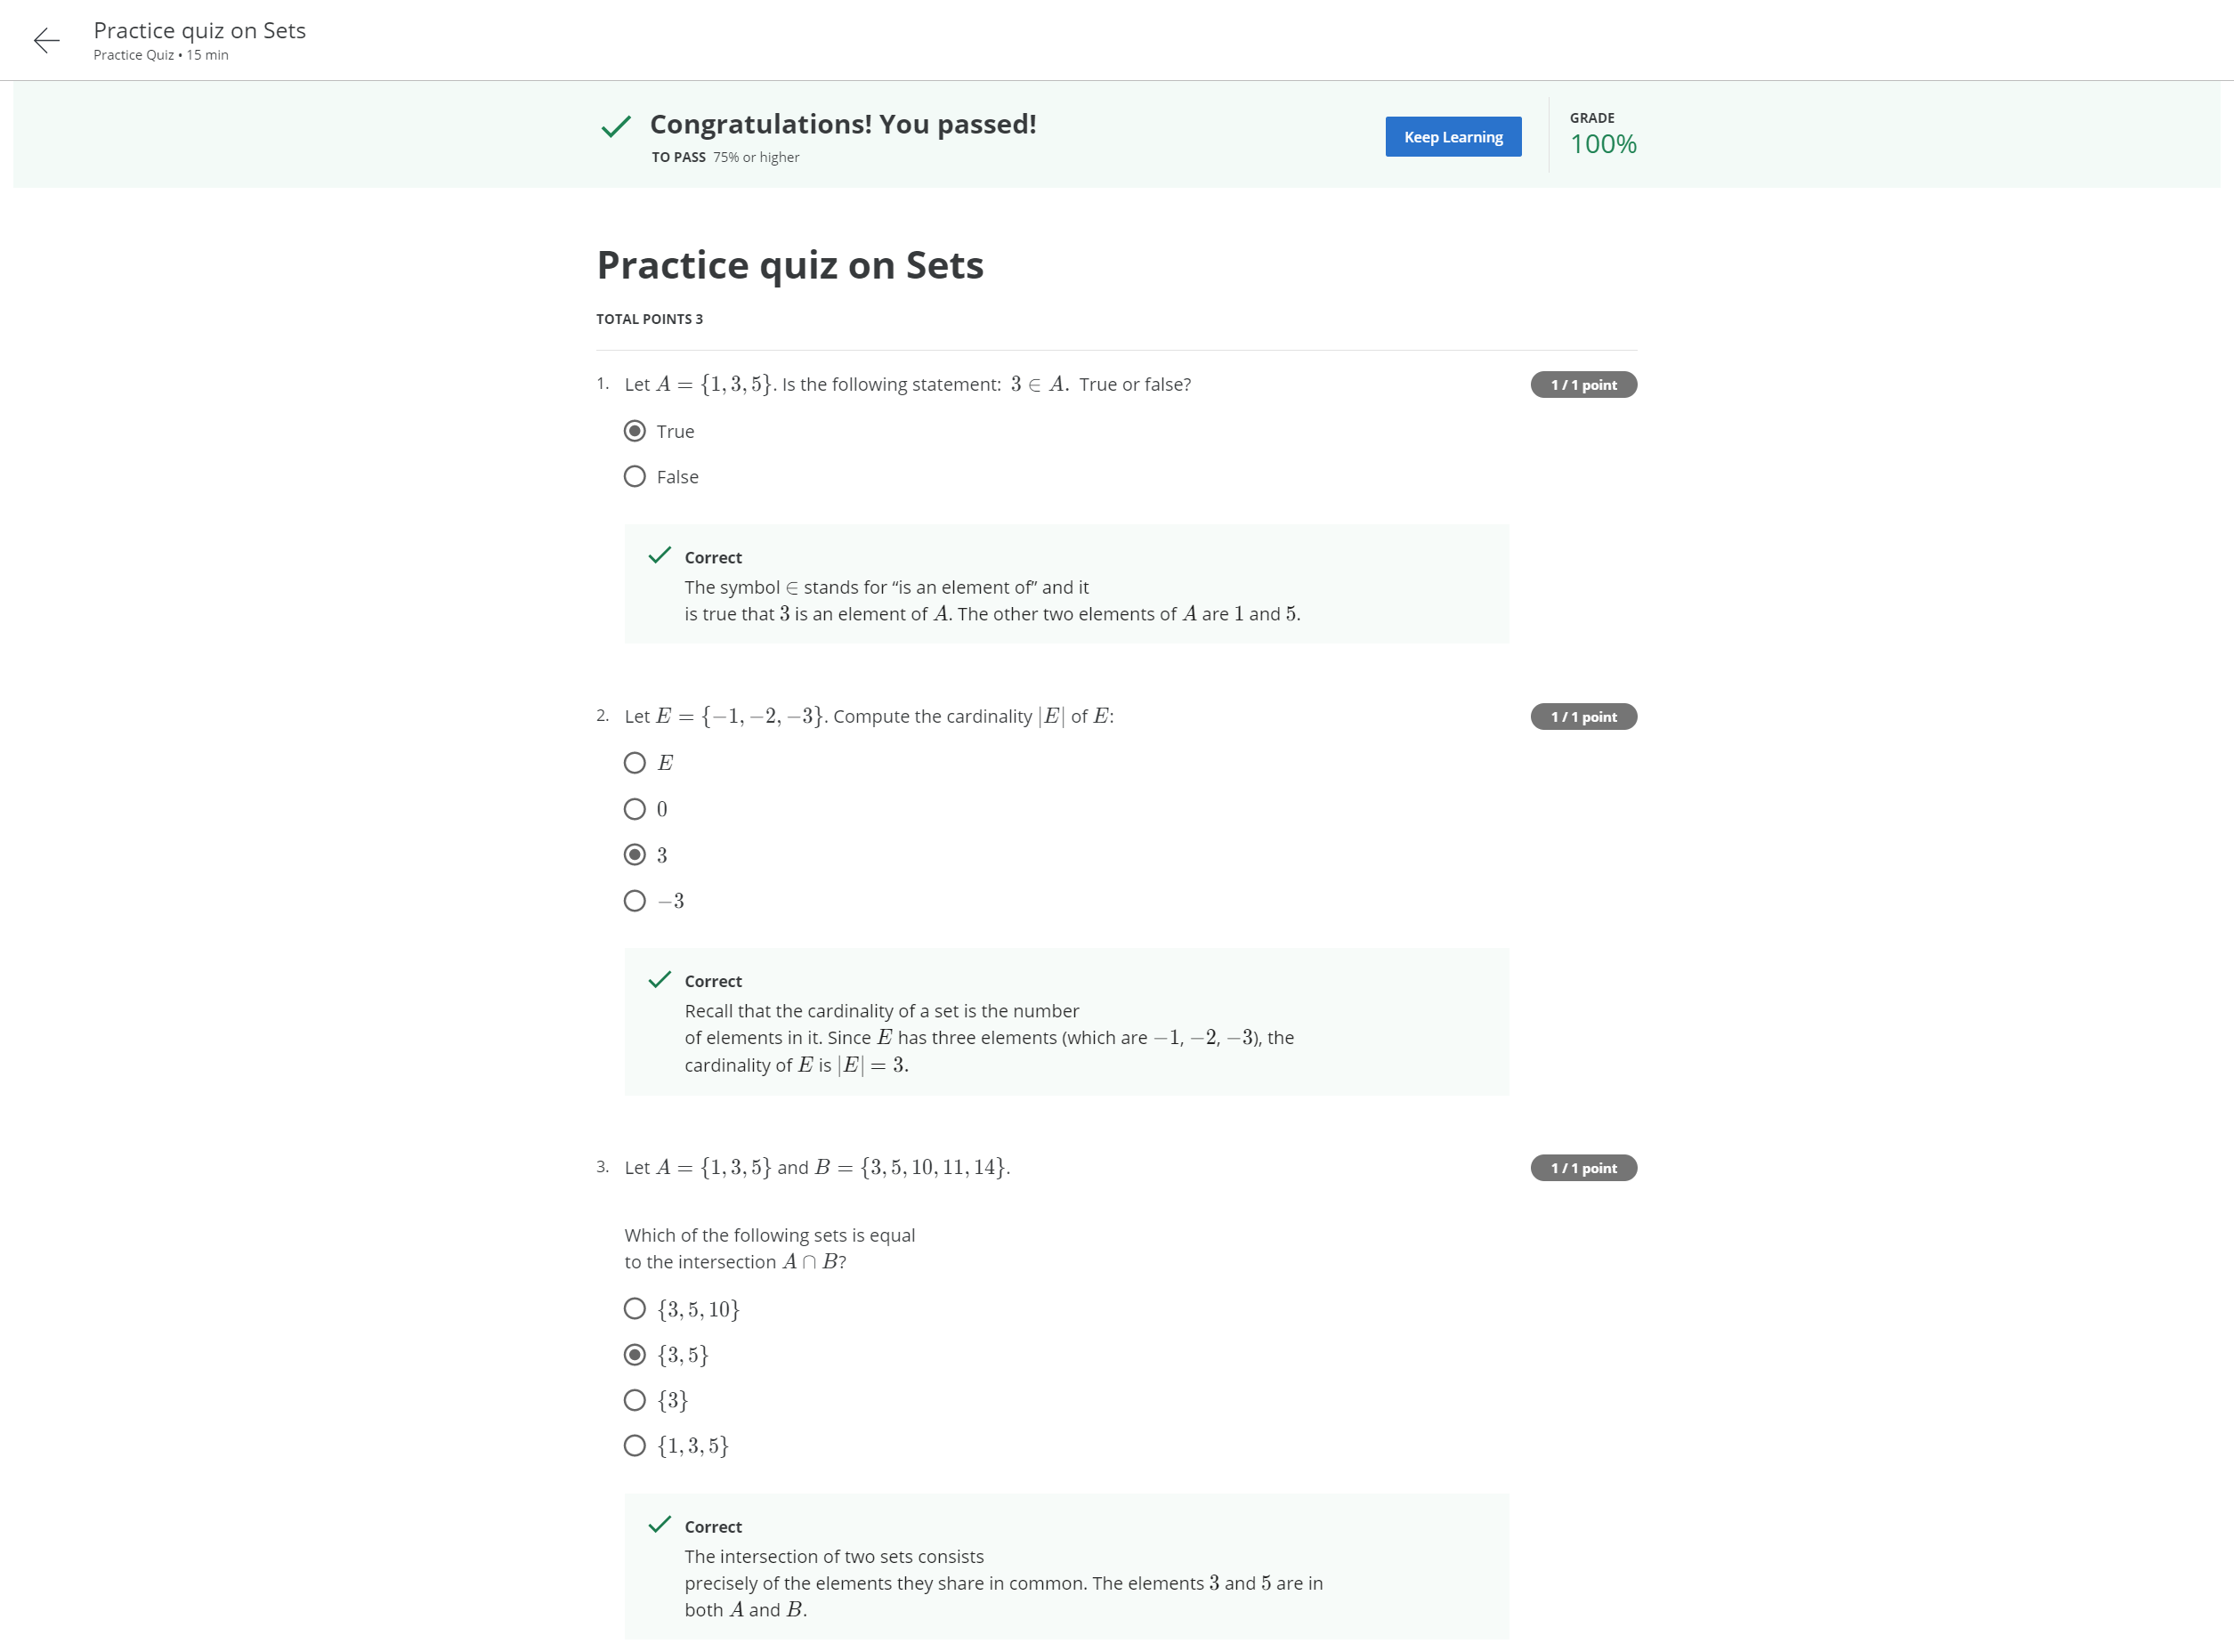 Practice quiz on Sets
Practice Quiz • 15 min
Congratulations! You passed!
TO PASS 75% or higher
Keep Learning
GRADE
100%
Practice quiz on Sets
TOTAL POINTS 3
1. Let A = {1, 3, 5}. Is the following statement: 3 ∈ A. True or false?
1 / 1 point
True
False
Correct
The symbol ∈ stands for “is an element of” and it
is true that 3 is an element of A. The other two elements of A are 1 and 5.
2. Let E = {−1, −2, −3}. Compute the cardinality |E| of E:
1 / 1 point
E
0
3
−3
Correct
Recall that the cardinality of a set is the number
of elements in it. Since E has three elements (which are −1, −2, −3), the
cardinality of E is |E| = 3.
3. Let A = {1, 3, 5} and B = {3, 5, 10, 11, 14}.
1 / 1 point
Which of the following sets is equal
to the intersection A ∩ B?
{3, 5, 10}
{3, 5}
{3}
{1, 3, 5}
Correct
The intersection of two sets consists
precisely of the elements they share in common. The elements 3 and 5 are in
both A and B.